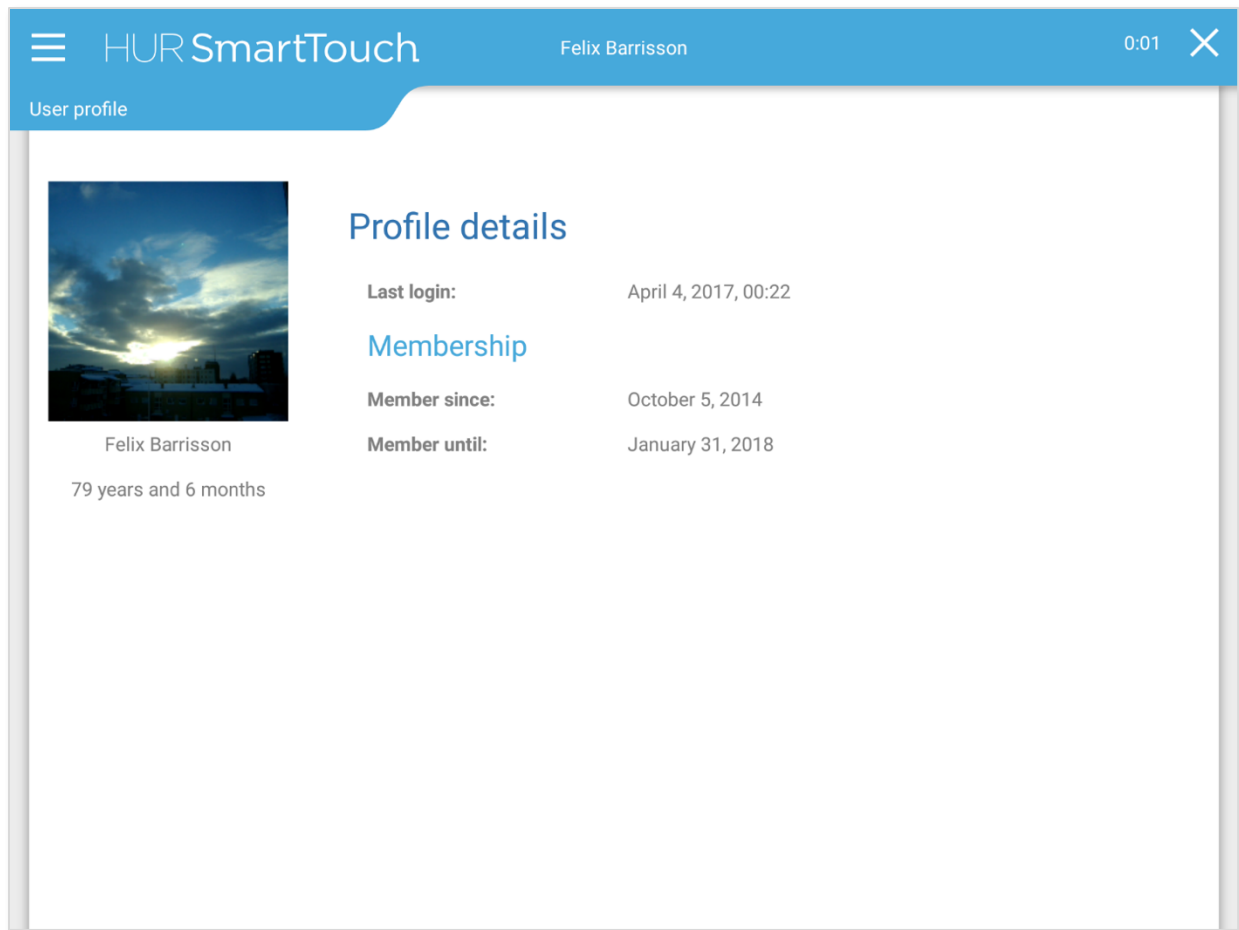 HUR SmartTouch
Felix Barrisson
0:01
User profile
Profile details
Last login: April 4, 2017, 00:22
Membership
Member since: October 5, 2014
Member until: January 31, 2018
Felix Barrisson
79 years and 6 months